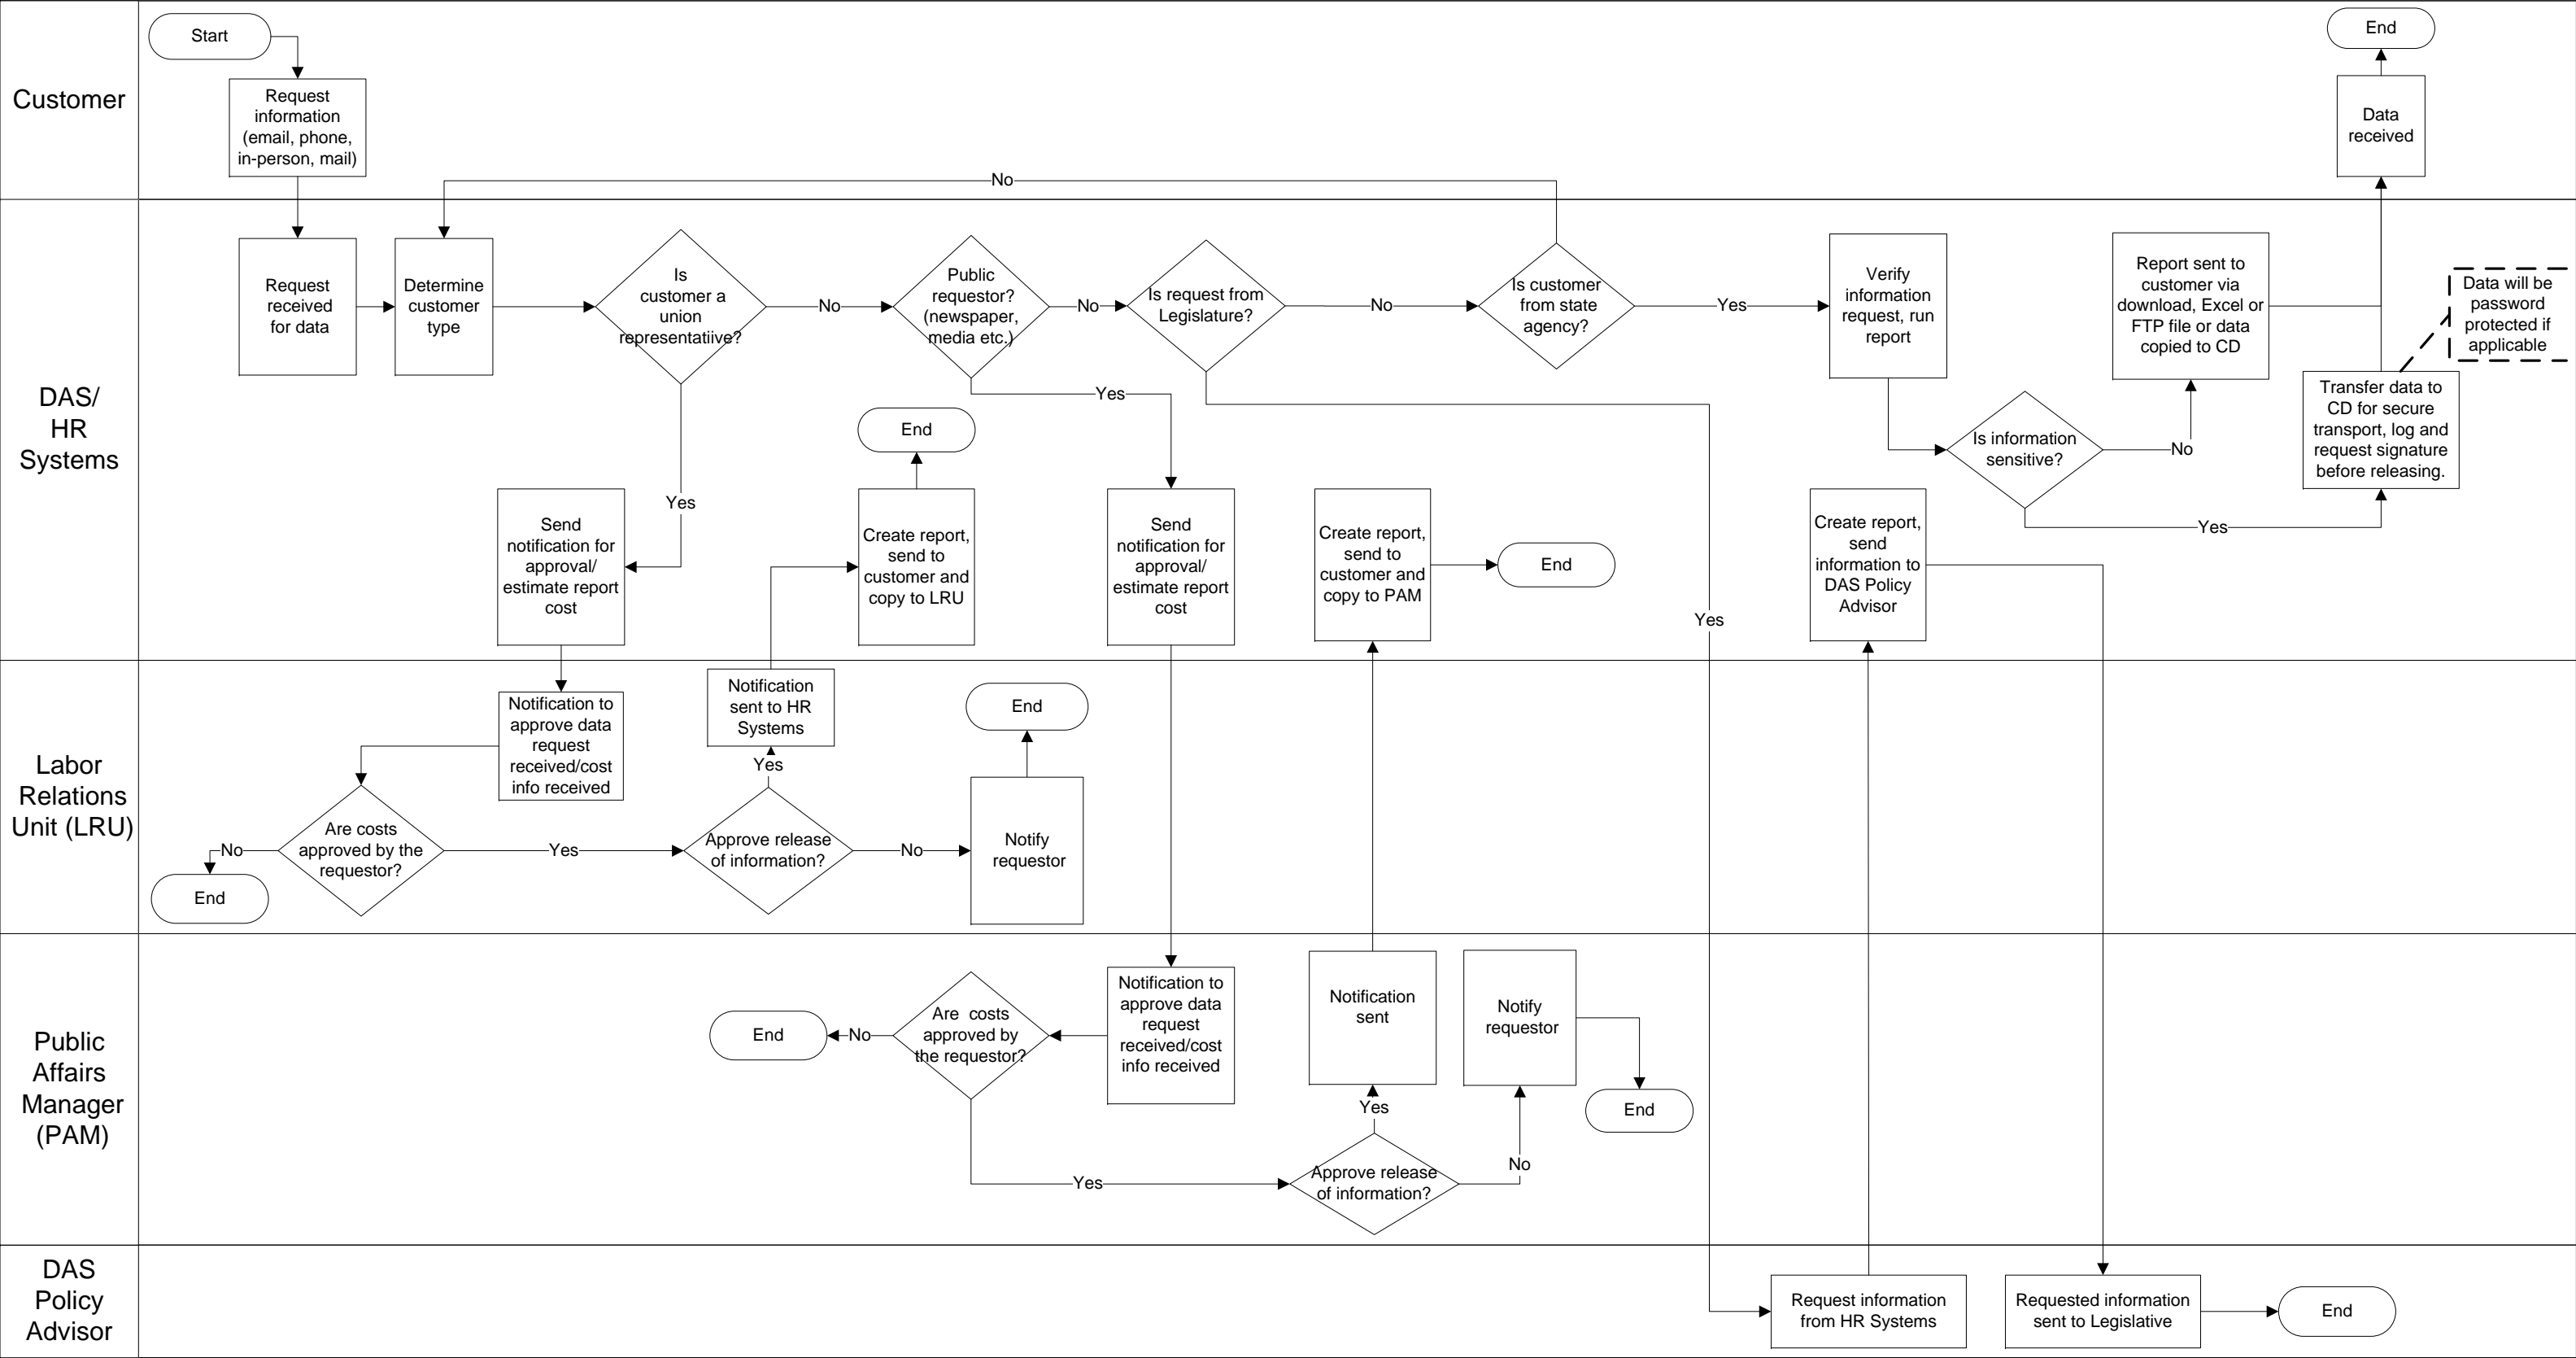 Customer
Start
Request
information
(email, phone,
in-person, mail)
End
Data
received
No
DAS/
HR
Systems
Request
received
for data
Determine
customer
type
Is
customer a
union
representatiive?
No
Public
requestor?
(newspaper,
media etc.)
No
Is request from
Legislature?
No
Is customer
from state
agency?
Yes
Verify
information
request, run
report
Report sent to
customer via
download, Excel or
FTP file or data
copied to CD
Data will be
password
protected if
applicable
Yes
Yes
End
Is information
sensitive?
No
Transfer data to
CD for secure
transport, log and
request signature
before releasing.
Yes
Send
notification for
approval/
estimate report
cost
Create report,
send to
customer and
copy to LRU
Send
notification for
approval/
estimate report
cost
Create report,
send to
customer and
copy to PAM
End
Yes
Create report,
send
information to
DAS Policy
Advisor
Labor
Relations
Unit (LRU)
Notification to
approve data
request
received/cost
info received
Notification
sent to HR
Systems
End
Yes
Are costs
approved by the
requestor?
No
End
Yes
Approve release
of information?
No
Notify
requestor
Public
Affairs
Manager
(PAM)
End
No
Are  costs
approved by
the requestor?
Notification to
approve data
request
received/cost
info received
Notification
sent
Notify
requestor
End
Yes
Yes
Approve release
of information?
No
DAS
Policy
Advisor
Request information
from HR Systems
Requested information
sent to Legislative
End